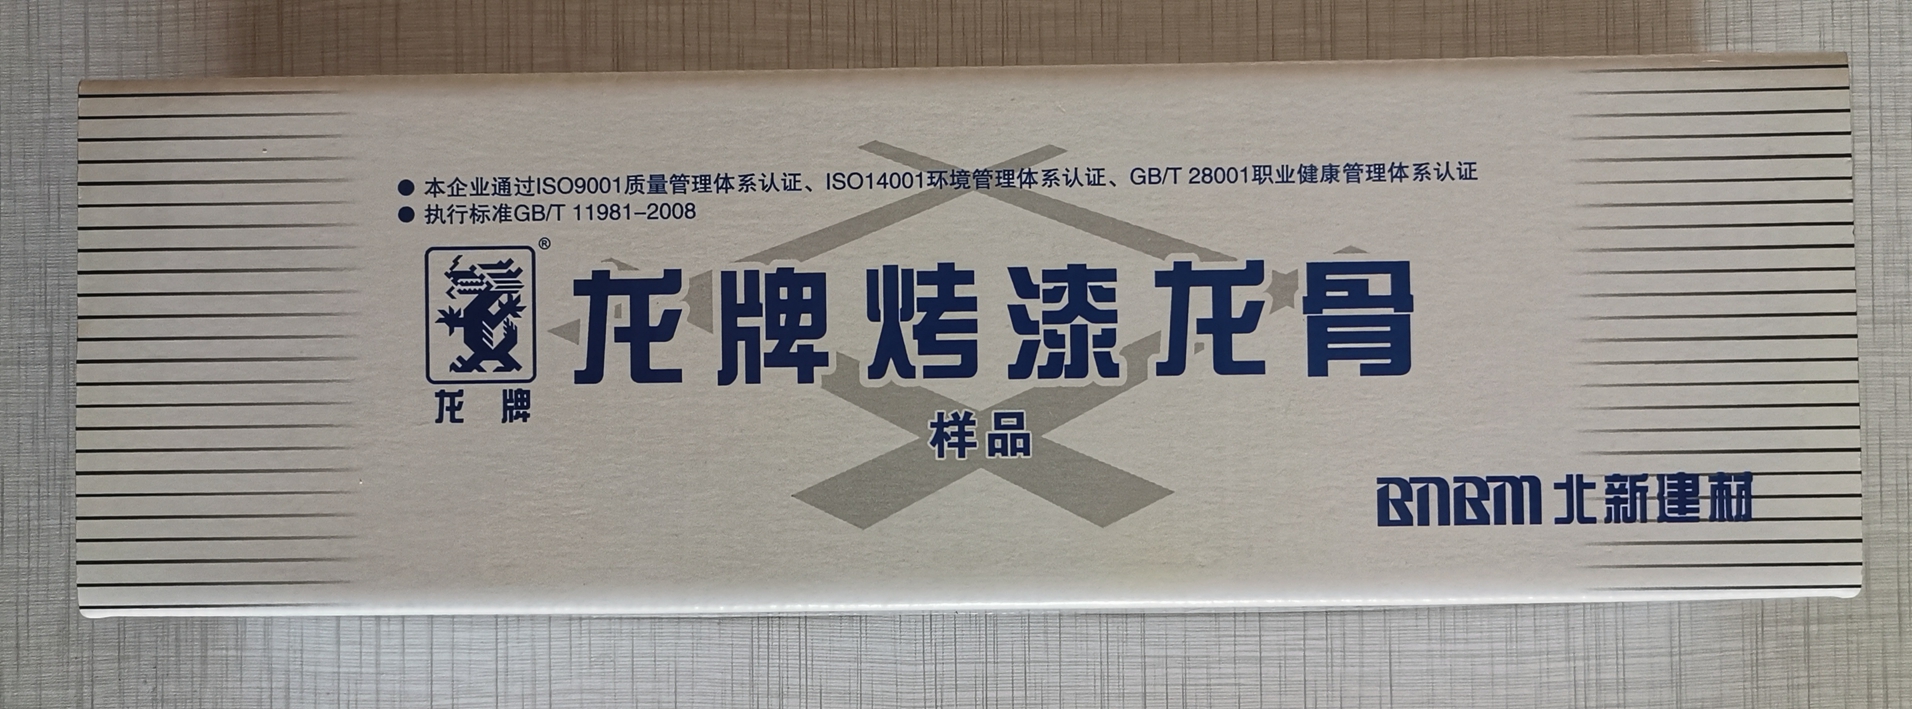 ● 本企业通过ISO9001质量管理体系认证、ISO14001环境管理体系认证、GB/T 28001职业健康管理体系认证
● 执行标准GB/T 11981-2008
®
龙牌烤漆龙骨
龙 牌
样品
BNBM 北新建材